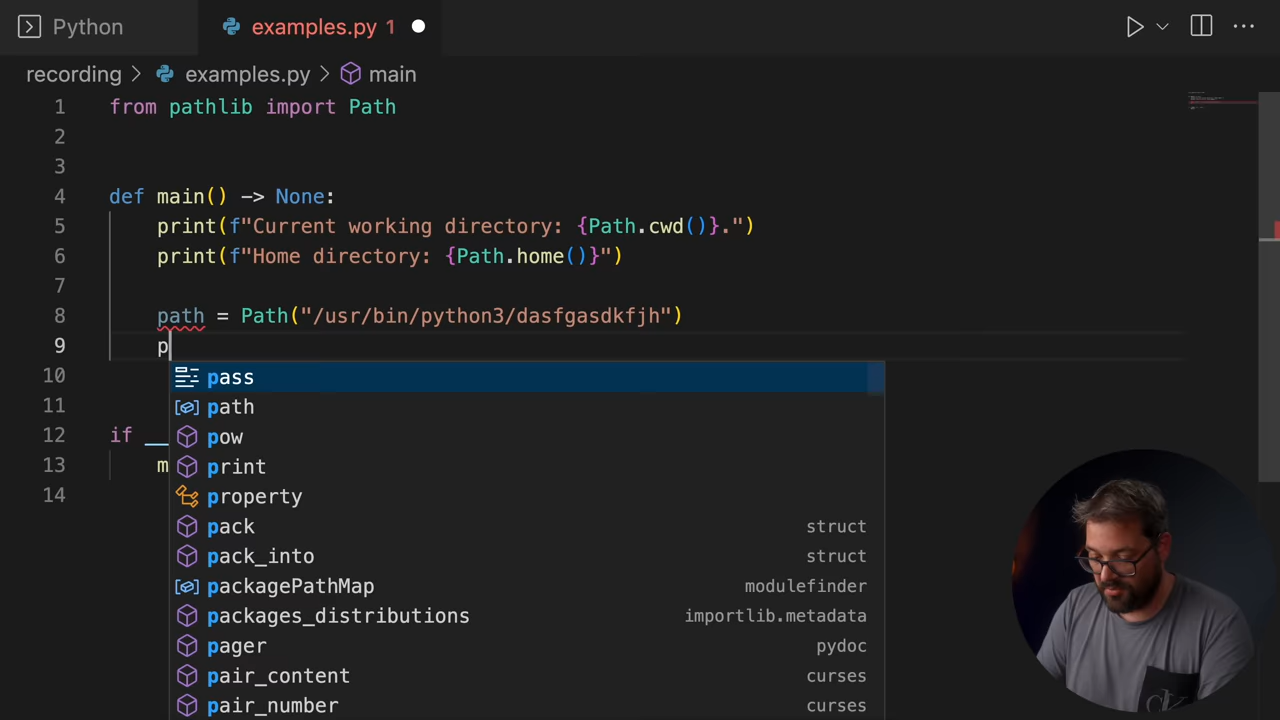 Python
examples.py 1
recording > examples.py > main
1 from pathlib import Path
2
3
4 def main() -> None:
5 print(f"Current working directory: {Path.cwd()}.")
6 print(f"Home directory: {Path.home()}")
7
8 path = Path("/usr/bin/python3/dasfgasdkfjh")
9 p
10
11
12 if __
13 m
14
pass
path
pow
print
property
pack struct
pack_into struct
packagePathMap modulefinder
packages_distributions importlib.metadata
pager pydoc
pair_content curses
pair_number curses